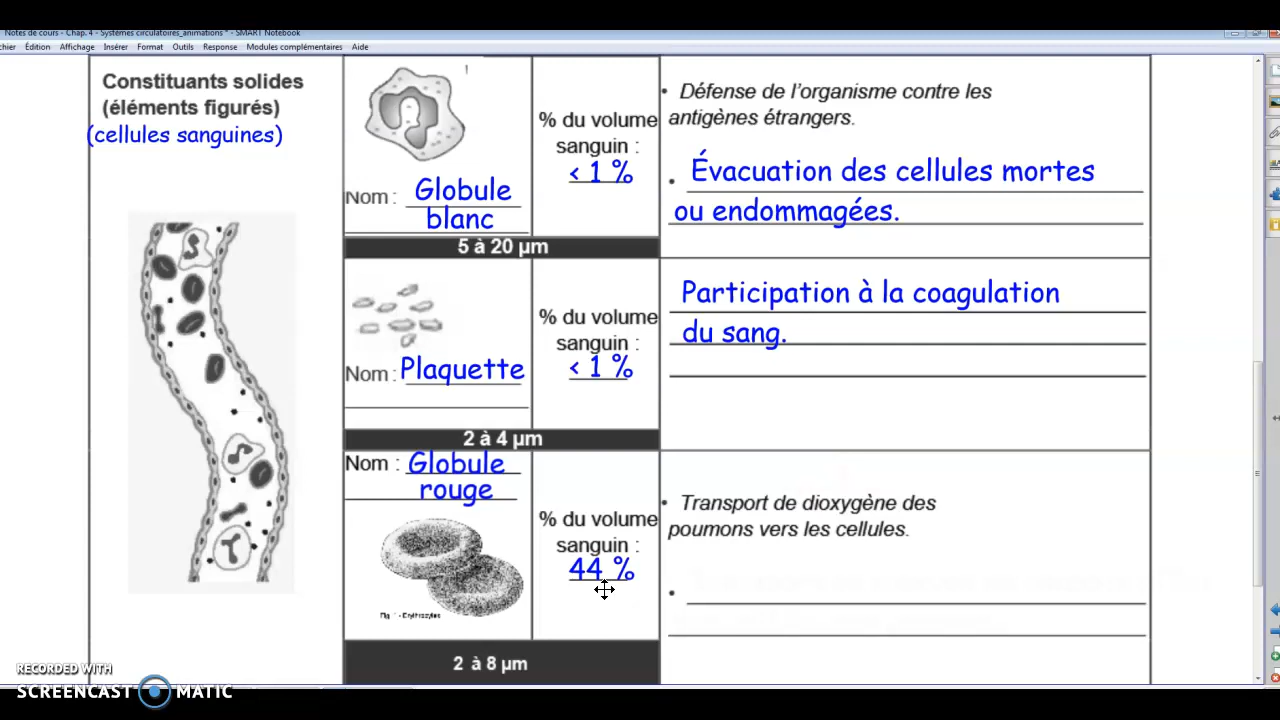 Notes de cours - Chap. 4 - Systèmes circulatoires_animations * - SMART Notebook
chier Édition Affichage Insérer Format Outils Response Modules complémentaires Aide
Constituants solides
(éléments figurés)
(cellules sanguines)
1
Nom : Globule
blanc
% du volume
sanguin :
< 1 %
• Défense de l'organisme contre les
antigènes étrangers.
• Évacuation des cellules mortes
ou endommagées.
5 à 20 µm
Nom : Plaquette
% du volume
sanguin :
< 1 %
Participation à la coagulation
du sang.
2 à 4 µm
Nom : Globule
rouge
Erythrocytes
% du volume
sanguin :
44 %
• Transport de dioxygène des
poumons vers les cellules.
•
2 à 8 µm
RECORDED WITH
SCREENCAST MATIC